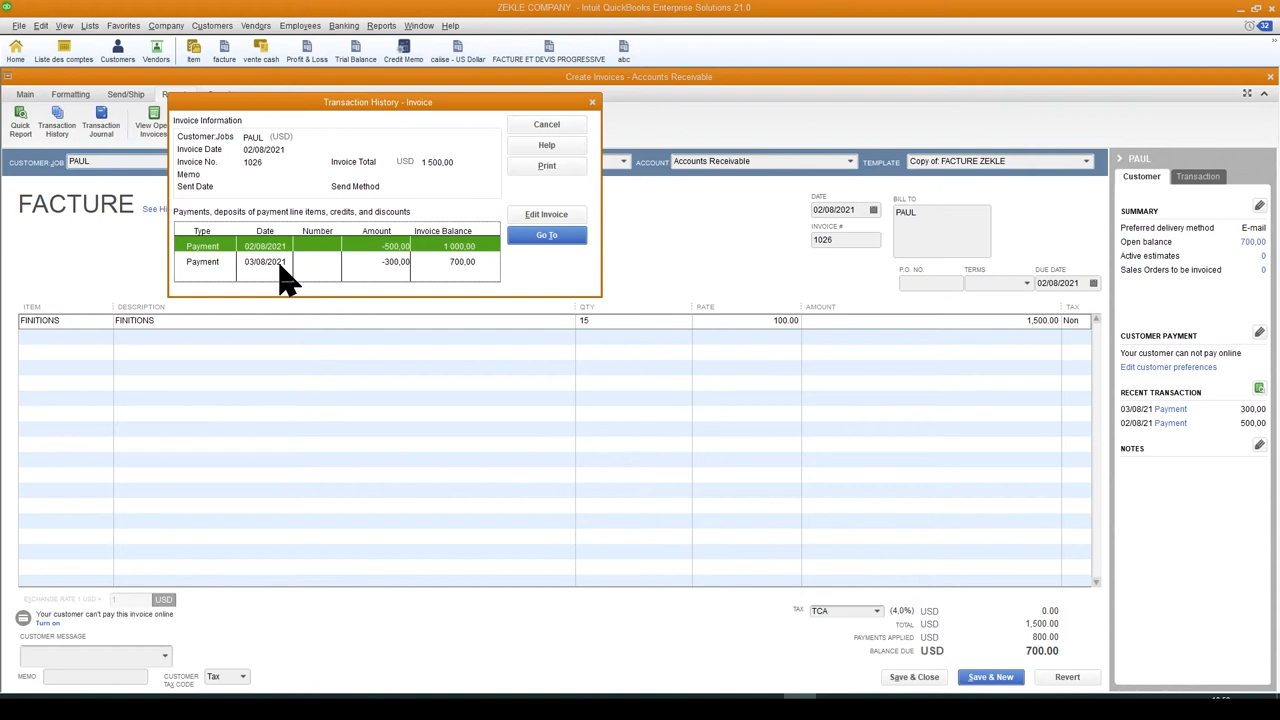 ZEKLE COMPANY - Intuit QuickBooks Enterprise Solutions 21.0
File Edit View Lists Favorites Company Customers Vendors Employees Banking Reports Window Help
32
Home Liste des comptes Customers Vendors Item facture vente cash Profit & Loss Trial Balance Credit Memo caiise - US Dollar FACTURE ET DEVIS PROGRESSIVE abc
Create Invoices - Accounts Receivable
Main Formatting Send/Ship
Quick Report
Transaction History
Transaction Journal
View Open Invoices
Transaction History - Invoice
Invoice Information
Customer:Jobs PAUL (USD)
Invoice Date 02/08/2021
Invoice No. 1026 Invoice Total USD 1 500,00
Memo
Sent Date Send Method
Payments, deposits of payment line items, credits, and discounts
Type Date Number Amount Invoice Balance
Payment 02/08/2021 -500,00 1 000,00
Payment 03/08/2021 -300,00 700,00
Cancel
Help
Print
Edit Invoice
Go To
CUSTOMER:JOB PAUL ACCOUNT Accounts Receivable TEMPLATE Copy of: FACTURE ZEKLE
FACTURE See Hi
DATE
02/08/2021
INVOICE #
1026
BILL TO
PAUL
P.O. NO. TERMS DUE DATE
02/08/2021
ITEM DESCRIPTION QTY RATE AMOUNT TAX
FINITIONS FINITIONS 15 100.00 1,500.00 Non
EXCHANGE RATE 1 USD = 1 USD
Your customer can't pay this invoice online
Turn on
CUSTOMER MESSAGE
MEMO CUSTOMER TAX CODE Tax
TAX TCA (4,0%) USD 0.00
TOTAL USD 1,500.00
PAYMENTS APPLIED USD 800.00
BALANCE DUE USD 700.00
Save & Close Save & New Revert
PAUL
Customer Transaction
SUMMARY
Preferred delivery method E-mail
Open balance 700,00
Active estimates 0
Sales Orders to be invoiced 0
CUSTOMER PAYMENT
Your customer can not pay online
Edit customer preferences
RECENT TRANSACTION
03/08/21 Payment 300,00
02/08/21 Payment 500,00
NOTES